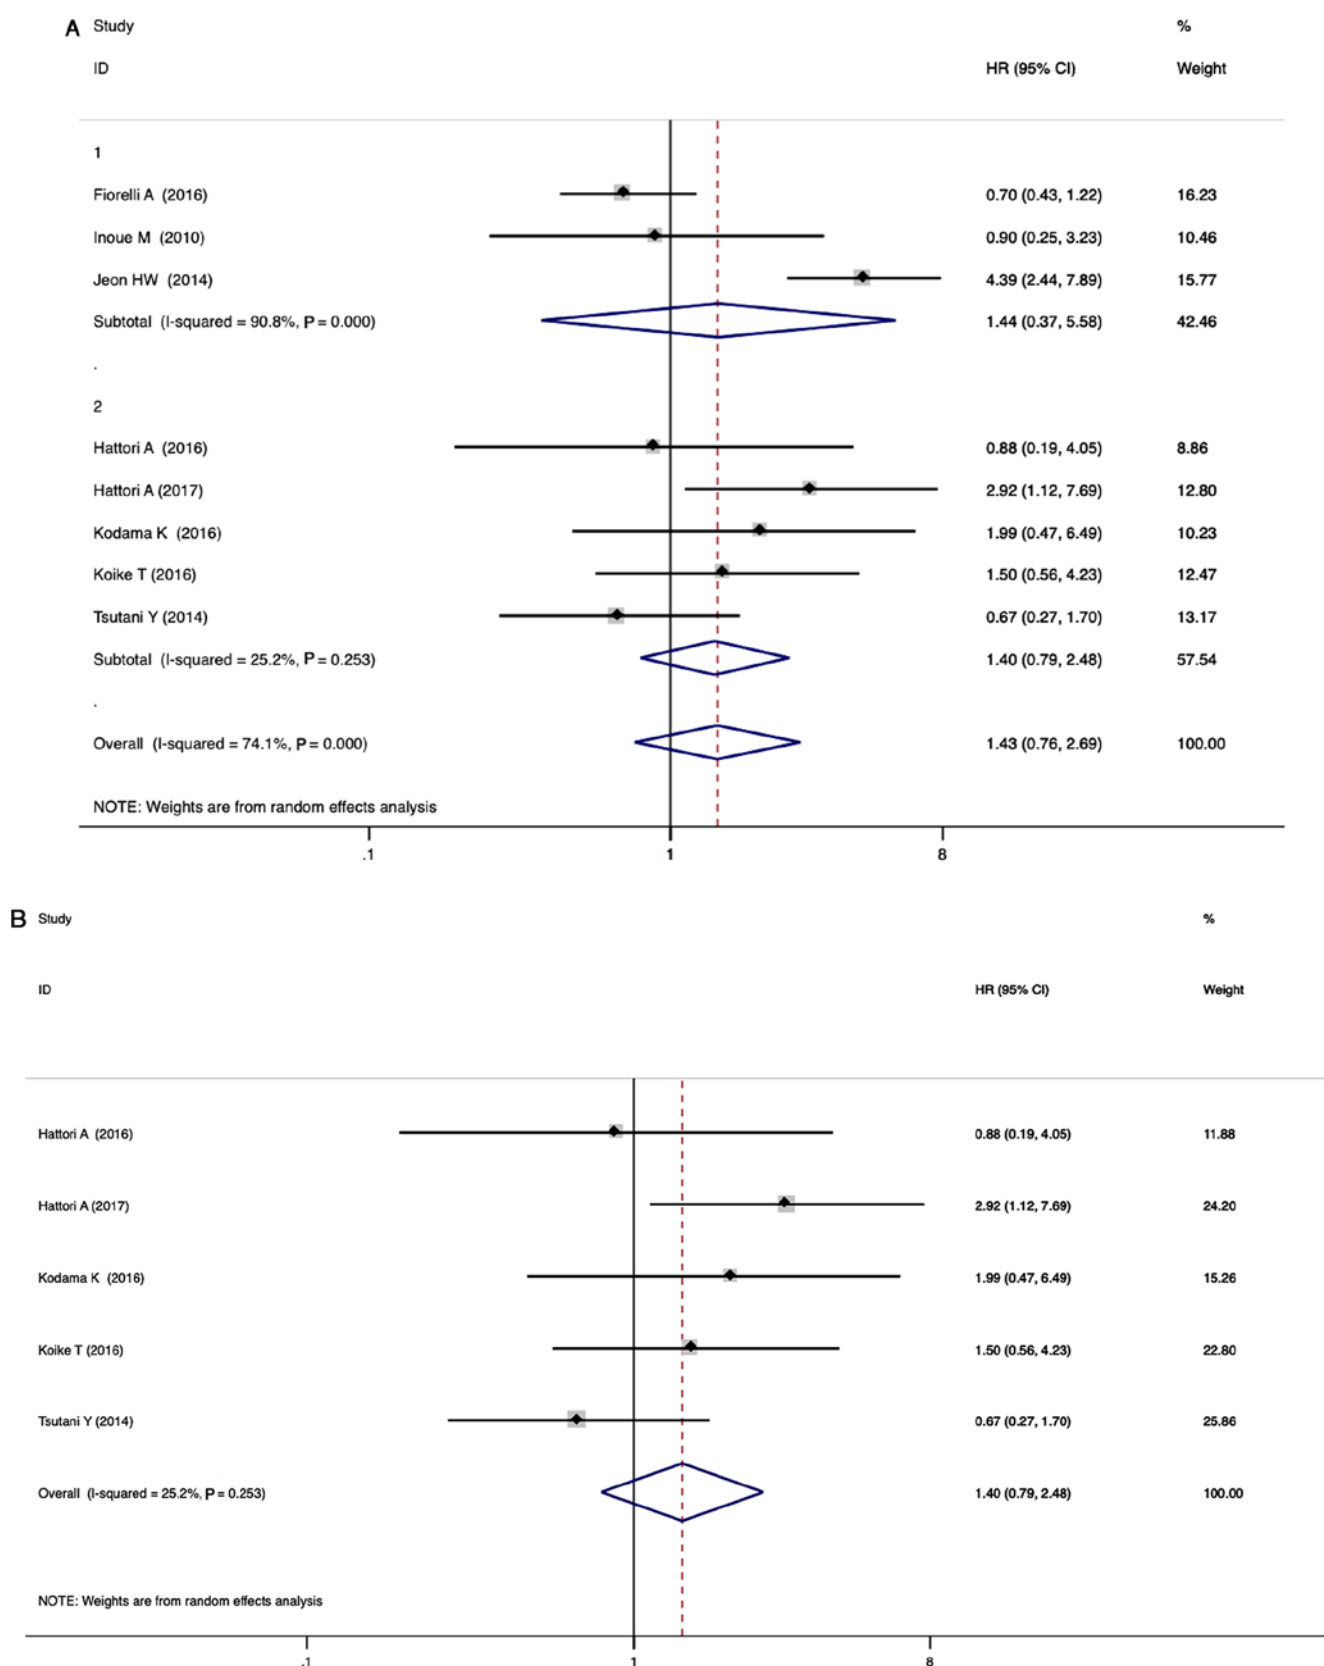 A Study %
ID HR (95% CI) Weight
1
Fiorelli A (2016) 0.70 (0.43, 1.22) 16.23
Inoue M (2010) 0.90 (0.25, 3.23) 10.46
Jeon HW (2014) 4.39 (2.44, 7.89) 15.77
Subtotal (I-squared = 90.8%, P = 0.000) 1.44 (0.37, 5.58) 42.46
.
2
Hattori A (2016) 0.88 (0.19, 4.05) 8.86
Hattori A (2017) 2.92 (1.12, 7.69) 12.80
Kodama K (2016) 1.99 (0.47, 6.49) 10.23
Koike T (2016) 1.50 (0.56, 4.23) 12.47
Tsutani Y (2014) 0.67 (0.27, 1.70) 13.17
Subtotal (I-squared = 25.2%, P = 0.253) 1.40 (0.79, 2.48) 57.54
.
Overall (I-squared = 74.1%, P = 0.000) 1.43 (0.76, 2.69) 100.00
NOTE: Weights are from random effects analysis
.1 1 8
B Study %
ID HR (95% CI) Weight
Hattori A (2016) 0.88 (0.19, 4.05) 11.88
Hattori A (2017) 2.92 (1.12, 7.69) 24.20
Kodama K (2016) 1.99 (0.47, 6.49) 15.26
Koike T (2016) 1.50 (0.56, 4.23) 22.80
Tsutani Y (2014) 0.67 (0.27, 1.70) 25.86
Overall (I-squared = 25.2%, P = 0.253) 1.40 (0.79, 2.48) 100.00
NOTE: Weights are from random effects analysis
.1 1 8